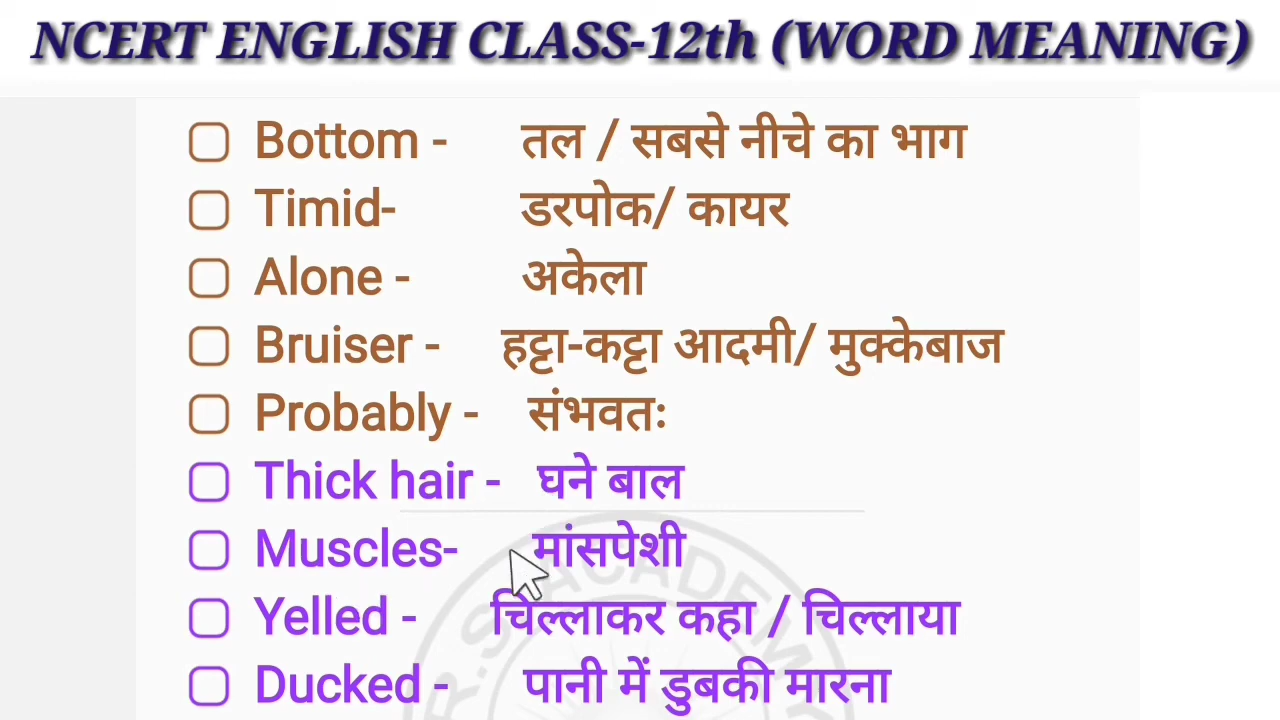 NCERT ENGLISH CLASS-12th (WORD MEANING)
Bottom - तल / सबसे नीचे का भाग
Timid- डरपोक/ कायर
Alone - अकेला
Bruiser - हट्टा-कट्टा आदमी/ मुक्केबाज
Probably - संभवतः
Thick hair - घने बाल
Muscles- मांसपेशी
Yelled - चिल्लाकर कहा / चिल्लाया
Ducked - पानी में डुबकी मारना
R.S ACADEMY